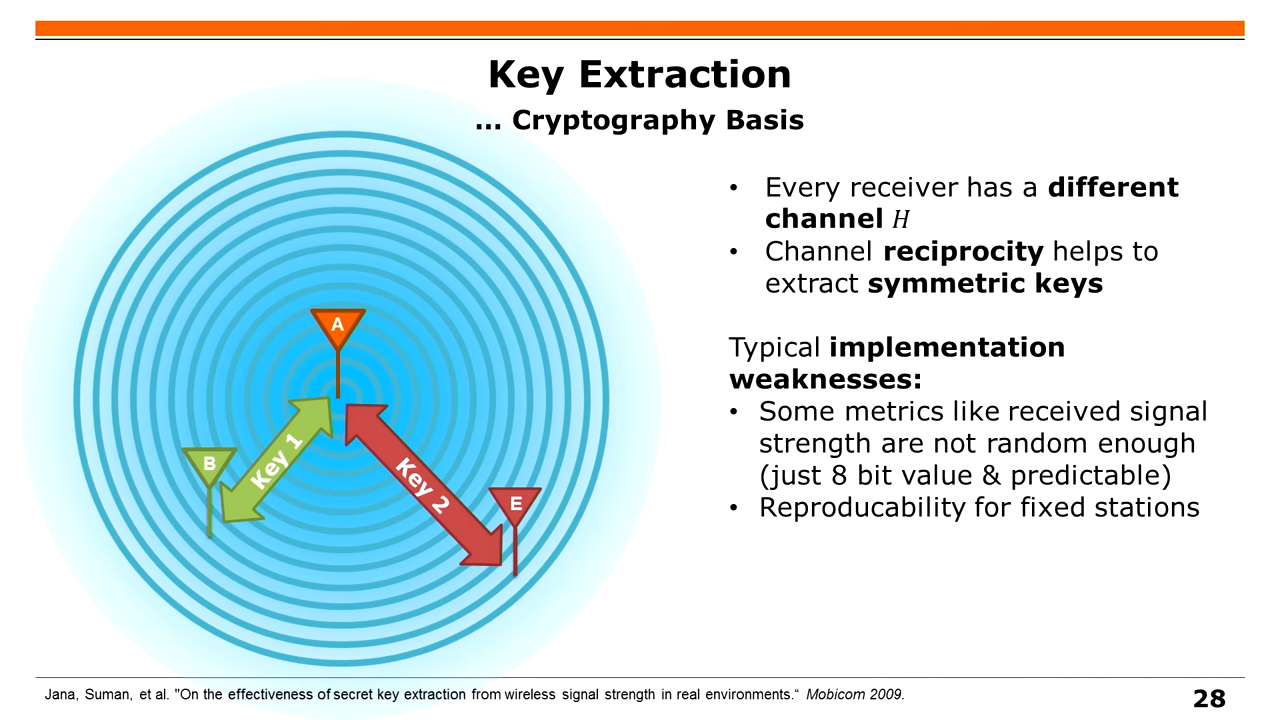 Key Extraction
... Cryptography Basis
• Every receiver has a different
channel H
• Channel reciprocity helps to
extract symmetric keys
Typical implementation
weaknesses:
• Some metrics like received signal
strength are not random enough
(just 8 bit value & predictable)
• Reproducability for fixed stations
A
B
Key 1
Key 2
E
Jana, Suman, et al. "On the effectiveness of secret key extraction from wireless signal strength in real environments.“ Mobicom 2009.
28